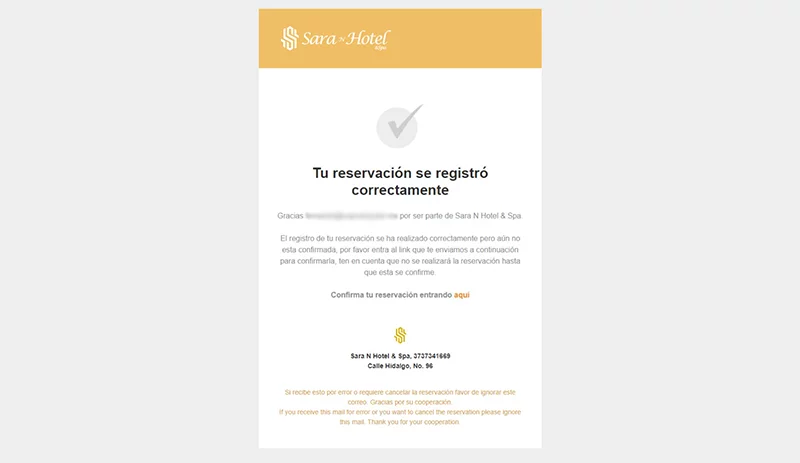 Sara N Hotel
&Spa
Tu reservación se registró
correctamente
Gracias por ser parte de Sara N Hotel & Spa
El registro de tu reservación se ha realizado correctamente pero aún no
esta confirmada, por favor entra al link que te enviamos a continuación
para confirmarla, ten en cuenta que no se realizará la reservación hasta
que esta se confirme.
Confirma tu reservación entrando aqui
Sara N Hotel & Spa, 3737341669
Calle Hidalgo, No. 96
Si recibe esto por error o requiere cancelar la reservación favor de ignorar este
correo. Gracias por su cooperación.
If you receive this mail for error or you want to cancel the reservation please ignore
this mail. Thank you for your cooperation.